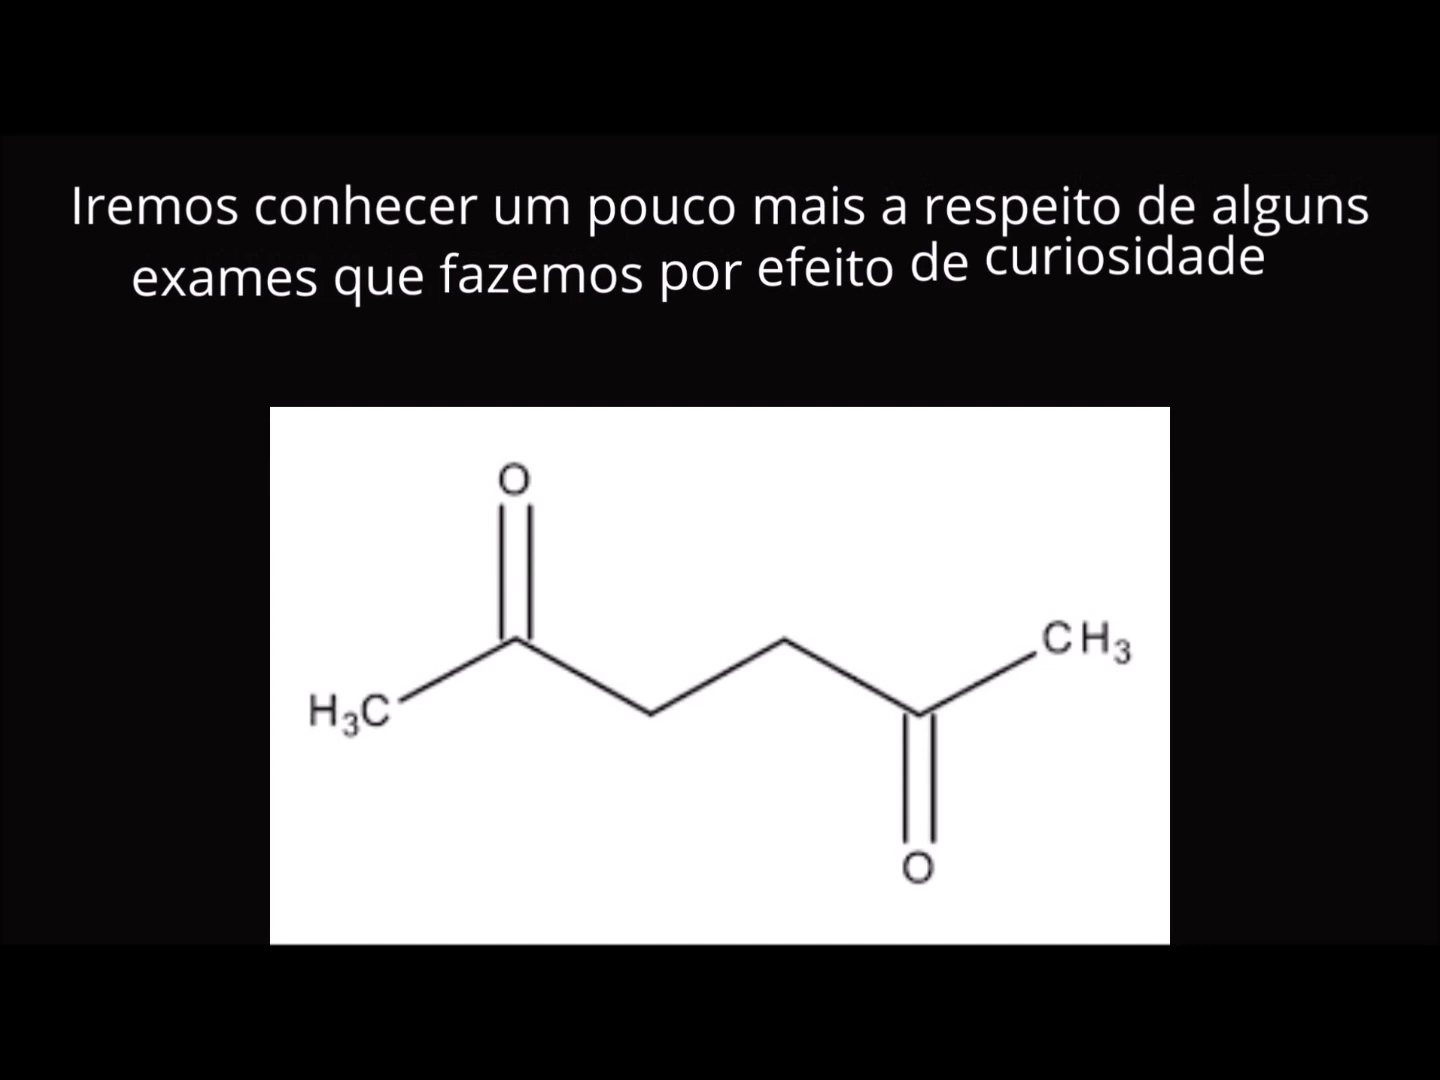 Iremos conhecer um pouco mais a respeito de alguns
exames que fazemos por efeito de curiosidade
O
CH₃
H₃C
O